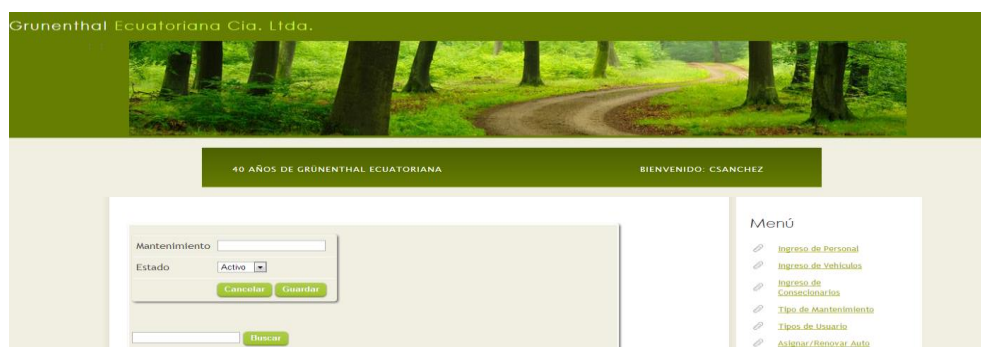 Grunenthal Ecuatoriana Cia. Ltda.
40 AÑOS DE GRÜNENTHAL ECUATORIANA
BIENVENIDO: CSANCHEZ
Mantenimiento
Estado
Activo
Cancelar
Guardar
Buscar
Menú
Ingreso de Personal
Ingreso de Vehículos
Ingreso de
Consecionarios
Tipo de Mantenimiento
Tipos de Usuario
Asignar/Renovar Auto